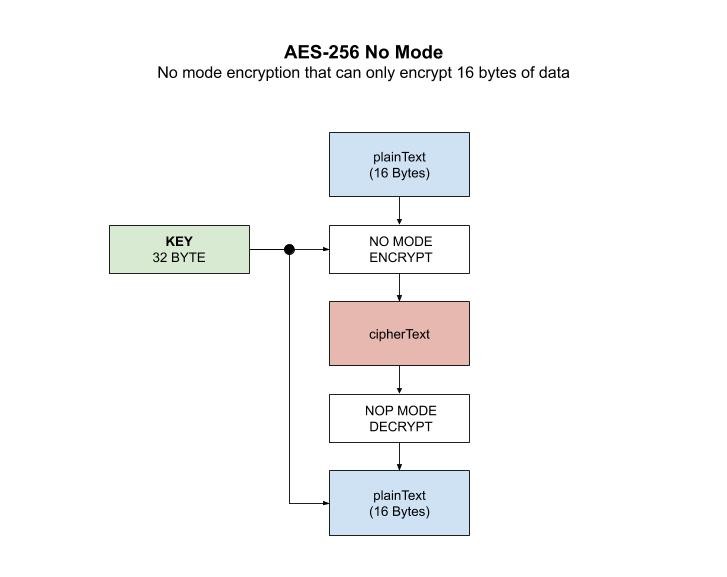 AES-256 No Mode
No mode encryption that can only encrypt 16 bytes of data
plainText
(16 Bytes)
KEY
32 BYTE
NO MODE
ENCRYPT
cipherText
NOP MODE
DECRYPT
plainText
(16 Bytes)